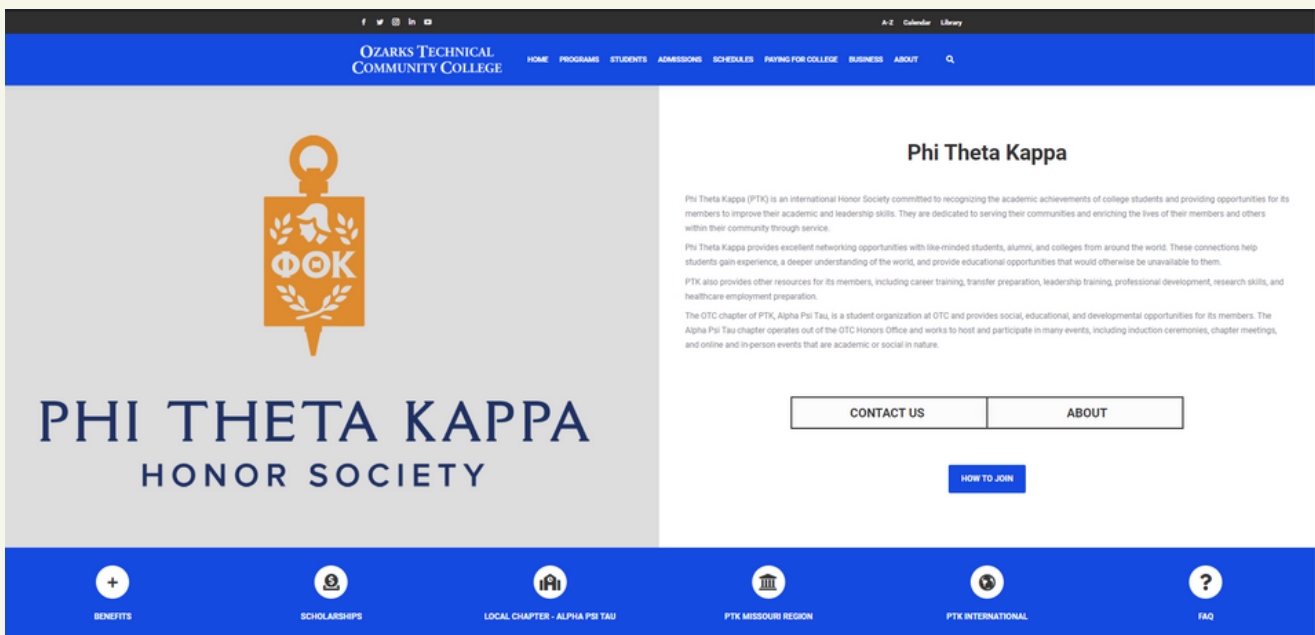 A-Z Calendar Library
OZARKS TECHNICAL
COMMUNITY COLLEGE
HOME PROGRAMS STUDENTS ADMISSIONS SCHEDULES PAYING FOR COLLEGE BUSINESS ABOUT
ΦΘΚ
PHI THETA KAPPA
HONOR SOCIETY
Phi Theta Kappa
Phi Theta Kappa (PTK) is an international Honor Society committed to recognizing the academic achievements of college students and providing opportunities for its
members to improve their academic and leadership skills. They are dedicated to serving their communities and enriching the lives of their members and others
within their community through service.
Phi Theta Kappa provides excellent networking opportunities with like-minded students, alumni, and colleges from around the world. These connections help
students gain experience, a deeper understanding of the world, and provide educational opportunities that would otherwise be unavailable to them.
PTK also provides other resources for its members, including career training, transfer preparation, leadership training, professional development, research skills, and
healthcare employment preparation.
The OTC chapter of PTK, Alpha Psi Tau, is a student organization at OTC and provides social, educational, and developmental opportunities for its members. The
Alpha Psi Tau chapter operates out of the OTC Honors Office and works to host and participate in many events, including induction ceremonies, chapter meetings,
and online and in-person events that are academic or social in nature.
CONTACT US ABOUT
HOW TO JOIN
BENEFITS SCHOLARSHIPS LOCAL CHAPTER - ALPHA PSI TAU PTK MISSOURI REGION PTK INTERNATIONAL FAQ